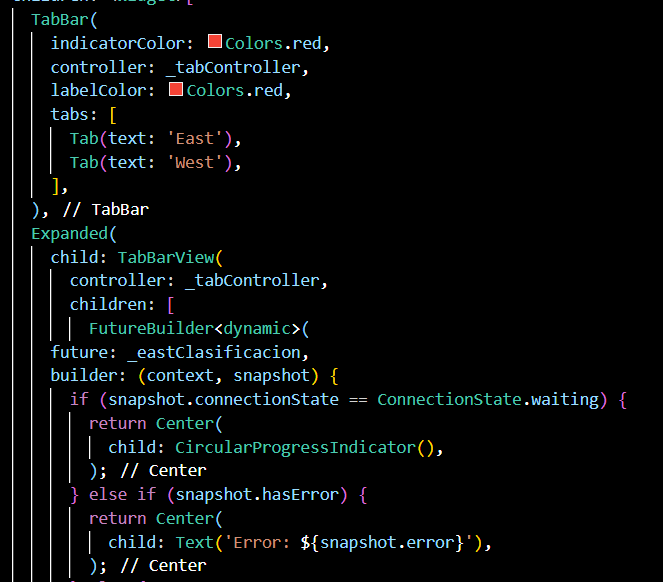 children: <Widget>[
TabBar(
indicatorColor: Colors.red,
controller: _tabController,
labelColor: Colors.red,
tabs: [
Tab(text: 'East'),
Tab(text: 'West'),
],
), // TabBar
Expanded(
child: TabBarView(
controller: _tabController,
children: [
FutureBuilder<dynamic>(
future: _eastClasificacion,
builder: (context, snapshot) {
if (snapshot.connectionState == ConnectionState.waiting) {
return Center(
child: CircularProgressIndicator(),
); // Center
} else if (snapshot.hasError) {
return Center(
child: Text('Error: ${snapshot.error}'),
); // Center